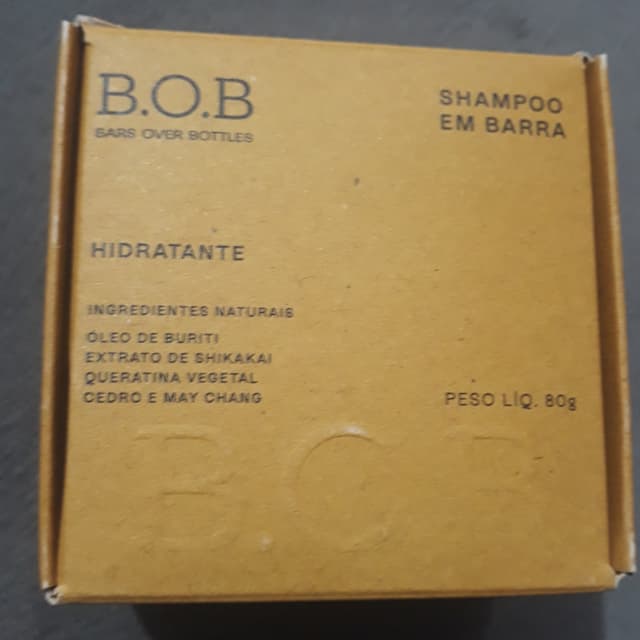 B.O.B
BARS OVER BOTTLES
SHAMPOO
EM BARRA
HIDRATANTE
INGREDIENTES NATURAIS
ÓLEO DE BURITI
EXTRATO DE SHIKAKAI
QUERATINA VEGETAL
CEDRO E MAY CHANG
PESO LÍQ. 80g
B.O.B